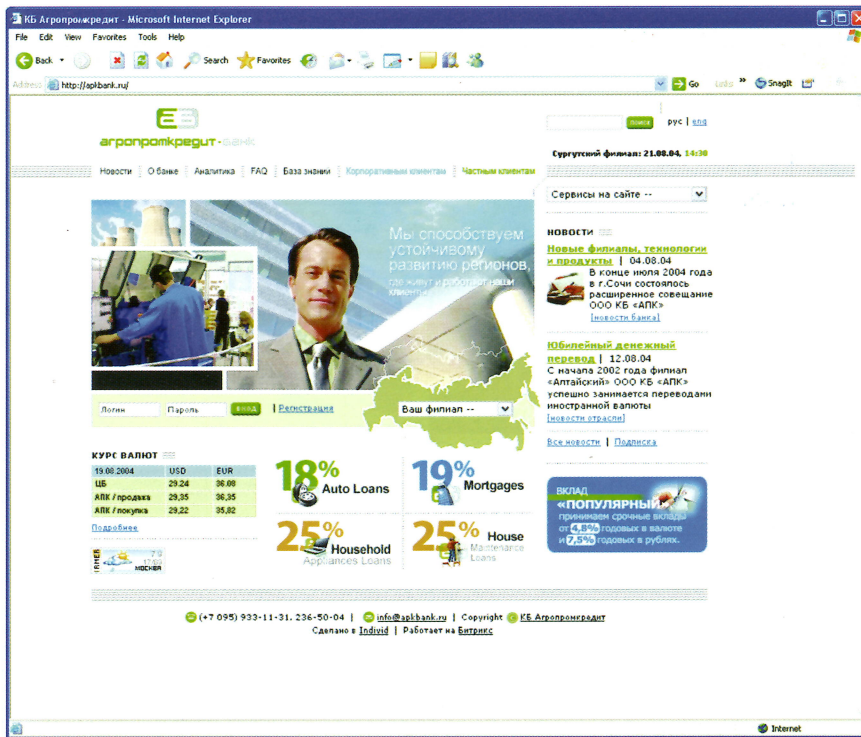 КБ Агропромкредит - Microsoft Internet Explorer
File Edit View Favorites Tools Help
Back Search Favorites
Address http://apkbank.ru/ Go Links » SnagIt
агропромкредит-банк
поиск рус | eng
Сургутский филиал: 21.08.04, 14:30
Новости О банке Аналитика FAQ База знаний Корпоративным клиентам Частным клиентам
Сервисы на сайте --
Мы способствуем
устойчивому
развитию регионов,
где живут и работают наши
клиенты
НОВОСТИ
Новые филиалы, технологии
и продукты | 04.08.04
В конце июля 2004 года
в г.Сочи состоялось
расширенное совещание
ООО КБ «АПК»
[новости банка]
Юбилейный денежный
перевод | 12.08.04
С начала 2002 года филиал
«Алтайский» ООО КБ «АПК»
успешно занимается переводани
иностранной валюты
[новости отрасли]
Все новости | Подписка
Логин Пароль вход | Регистрация Ваш филиал --
КУРС ВАЛЮТ
19.08.2004 USD EUR
ЦБ 29,24 36,08
АПК / продажа 29,35 36,35
АПК / покупка 29,22 35,82
Подробнее
МОСКВА
18% Auto Loans
19% Mortgages
25% Household
Appliances Loans
25% House
Maintenance
Loans
ВКЛАД
«ПОПУЛЯРНЫЙ»
принимаем срочные вклады
от 4,8% годовых в валюте
и 7,5% годовых в рублях.
(+7 095) 933-11-31, 236-50-04 | info@apkbank.ru | Copyright © КБ Агропромкредит
Сделано в Individ | Работает на Битрикс
Internet